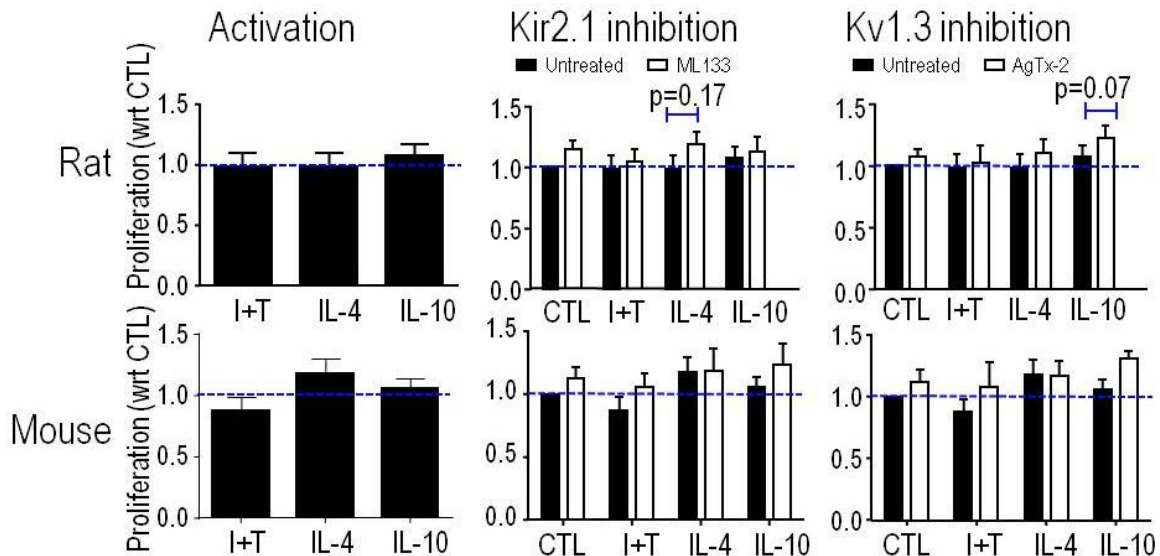 Activation
Kir2.1 inhibition
Kv1.3 inhibition
Untreated ML133
Untreated AgTx-2
p=0.17
p=0.07
Rat
Proliferation (wrt CTL)
1.5
1.0
0.5
0.0
I+T IL-4 IL-10
1.5
1.0
0.5
0.0
CTL I+T IL-4 IL-10
1.5
1.0
0.5
0.0
CTL I+T IL-4 IL-10
Mouse
Proliferation (wrt CTL)
1.5
1.0
0.5
0.0
I+T IL-4 IL-10
1.5
1.0
0.5
0.0
CTL I+T IL-4 IL-10
1.5
1.0
0.5
0.0
CTL I+T IL-4 IL-10